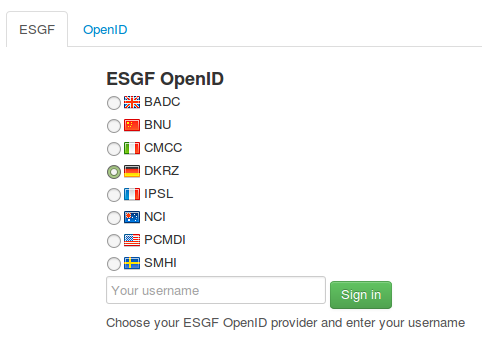 ESGF OpenID
ESGF OpenID
BADC
BNU
CMCC
DKRZ
IPSL
NCI
PCMDI
SMHI
Your username Sign in
Choose your ESGF OpenID provider and enter your username